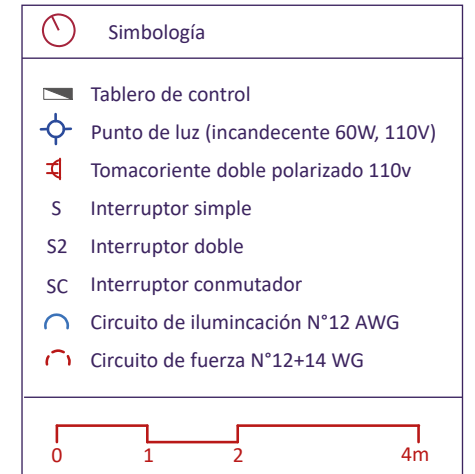 Simbología
Tablero de control
Punto de luz (incandecente 60W, 110V)
Tomacoriente doble polarizado 110v
S Interruptor simple
S2 Interruptor doble
SC Interruptor conmutador
Circuito de ilumincación N°12 AWG
Circuito de fuerza N°12+14 WG
0 1 2 4m